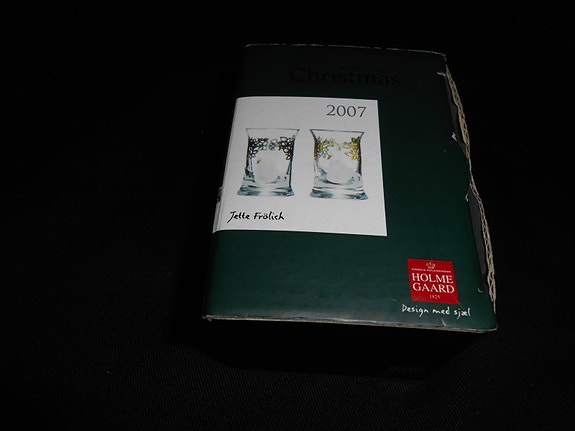 Christmas
2007
Jette Frölich
HOLME
GAARD
1825
Design med sjæl